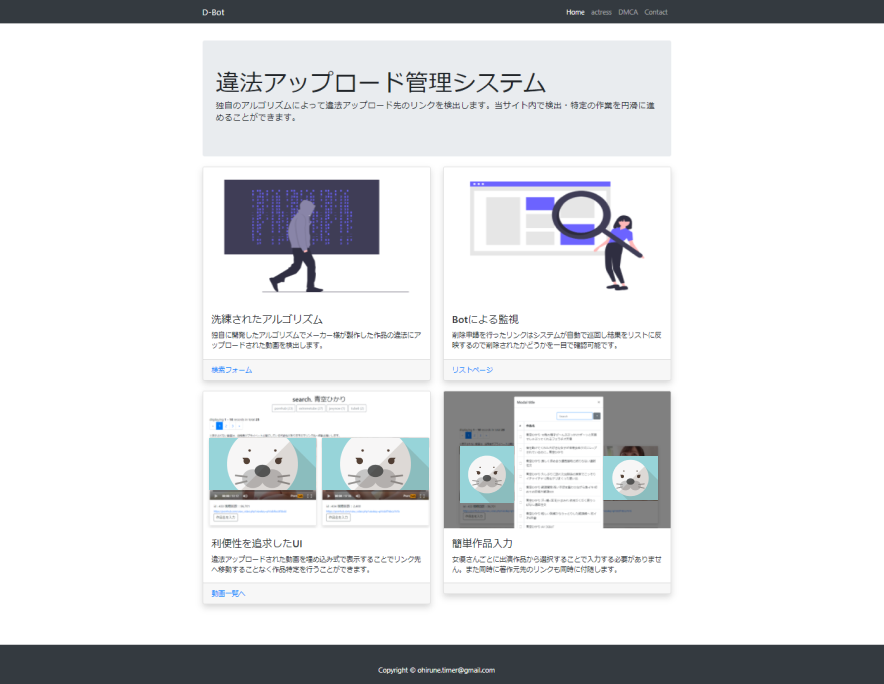 D-Bot
Home actress DMCA Contact
違法アップロード管理システム
独自のアルゴリズムによって違法アップロード先のリンクを検出します。当サイト内で検出・特定の作業を円滑に進
めることができます。
洗練されたアルゴリズム
独自に開発したアルゴリズムでメーカー様が製作した作品の違法にア
ップロードされた動画を検出します。
検索フォーム
Botによる監視
削除申請を行ったリンクはシステムが自動で巡回し結果をリストに反
映するので削除されたかどうかを一目で確認可能です。
リストページ
search. 青空ひかり
利便性を追求したUI
違法アップロードされた動画を埋め込み式で表示することでリンク先
へ移動することなく作品特定を行うことができます。
動画一覧へ
Modal title
簡単作品入力
女優さんごとに出演作品から選択することで入力する必要がありませ
ん。また同時に著作元先のリンクも同時に付随します。
Copyright © ohirune.timer@gmail.com